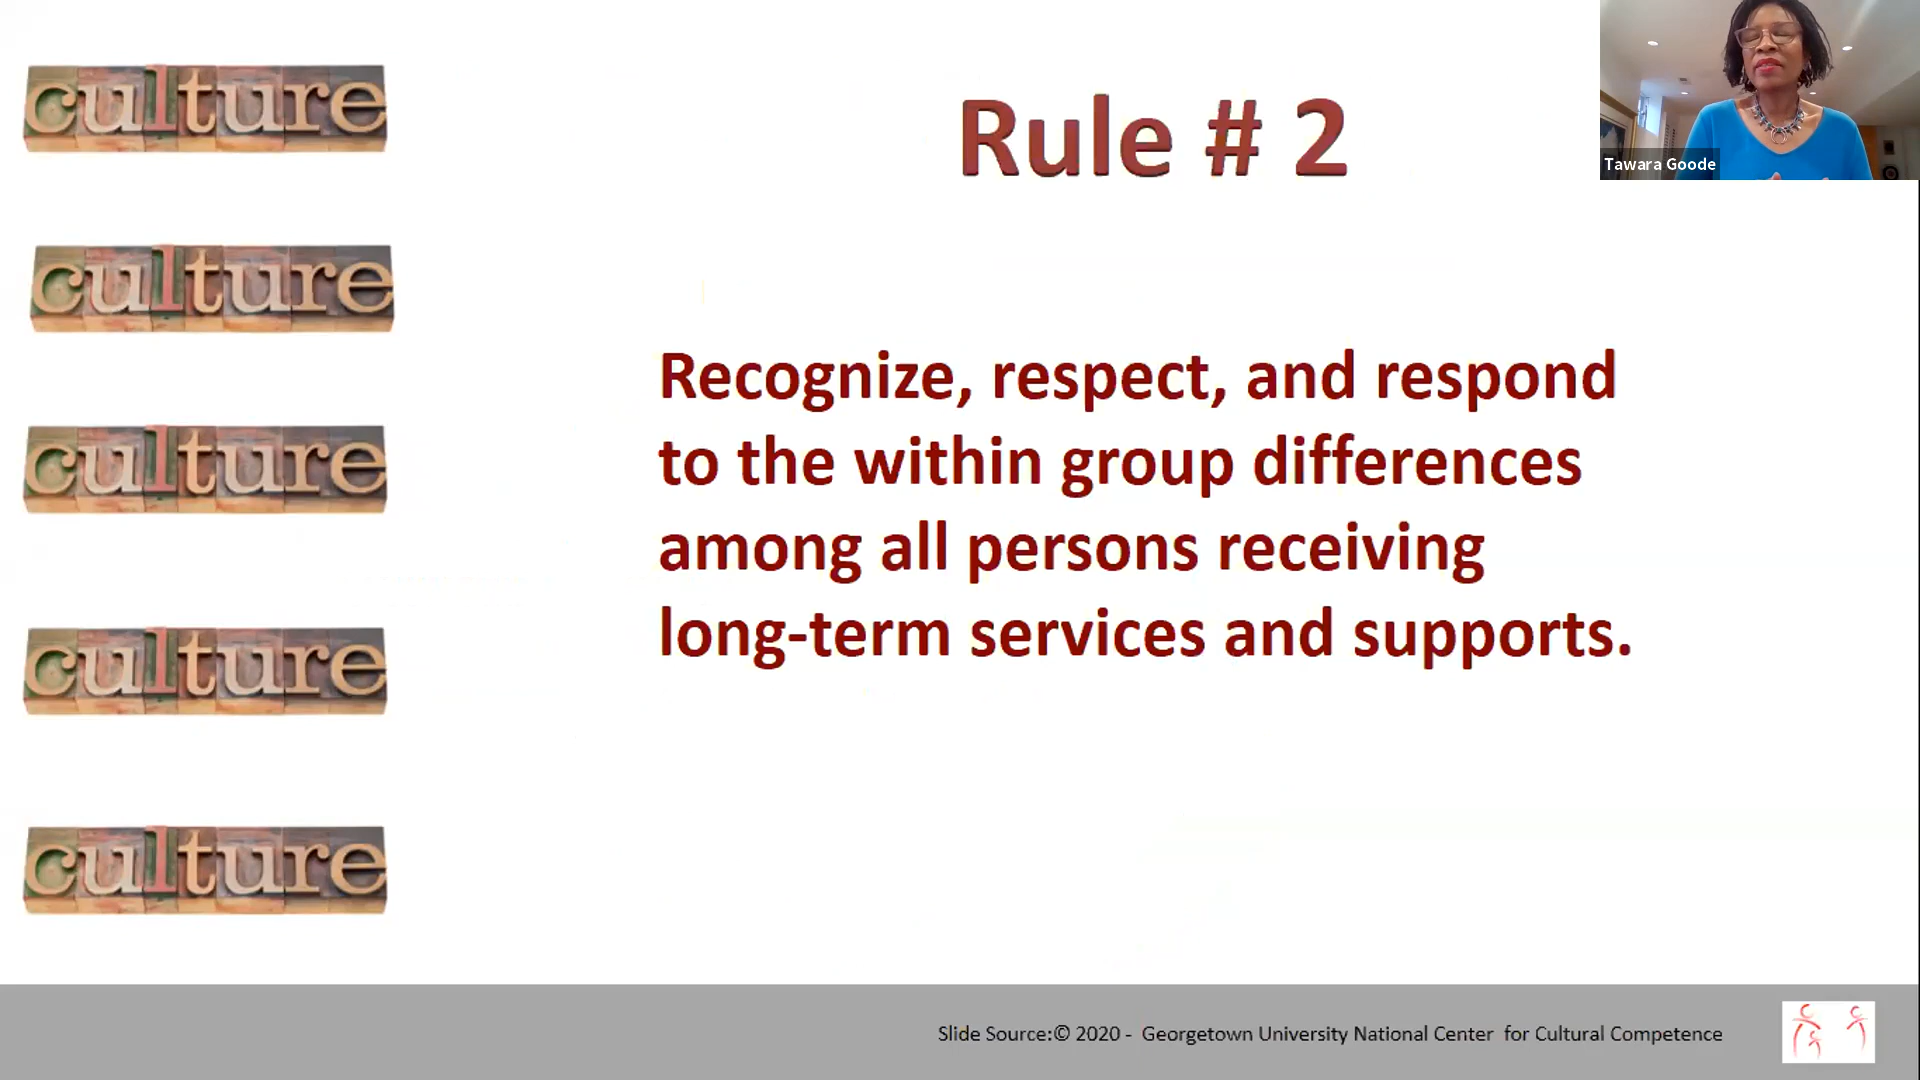 culture
culture
culture
culture
culture
Rule # 2
Recognize, respect, and respond
to the within group differences
among all persons receiving
long-term services and supports.
Tawara Goode
Slide Source:© 2020 - Georgetown University National Center for Cultural Competence